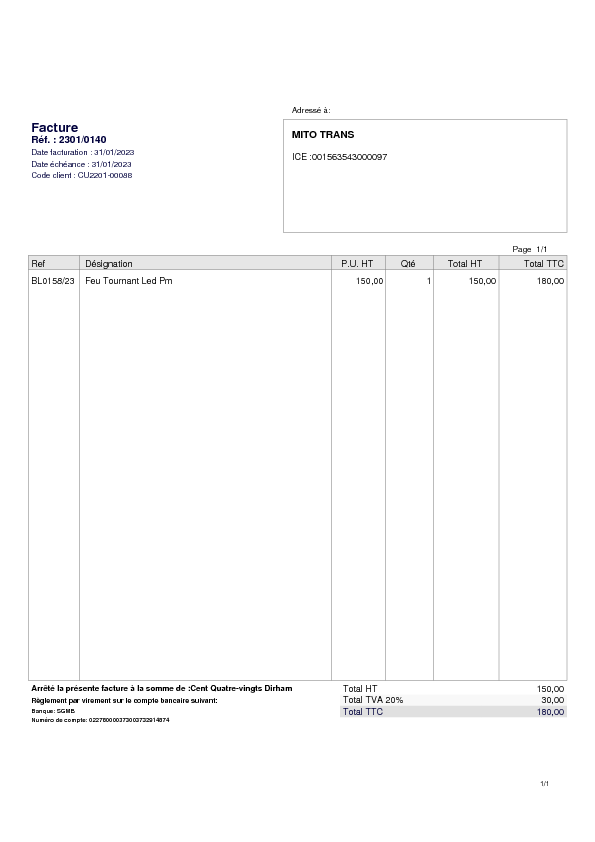 Adressé à:
Facture
Réf. : 2301/0140
Date facturation : 31/01/2023
Date échéance : 31/01/2023
Code client : CU2201-00088
MITO TRANS
ICE :001563543000097
Page 1/1
Ref Désignation P.U. HT Qté Total HT Total TTC
BL0158/23 Feu Tournant Led Pm 150,00 1 150,00 180,00
Arrêté la présente facture à la somme de :Cent Quatre-vingts Dirham
Règlement par virement sur le compte bancaire suivant:
Banque: SGMB
Numéro de compte:
Total HT 150,00
Total TVA 20% 30,00
Total TTC 180,00
1/1